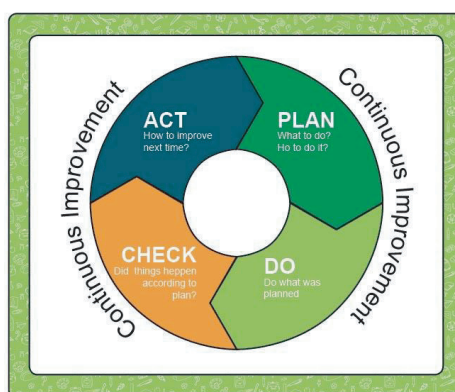 Continuous Improvement
Continuous Improvement
ACT
How to improve
next time?
PLAN
What to do?
Ho to do it?
CHECK
Did things heppen
according to
plan?
DO
Do what was
planned